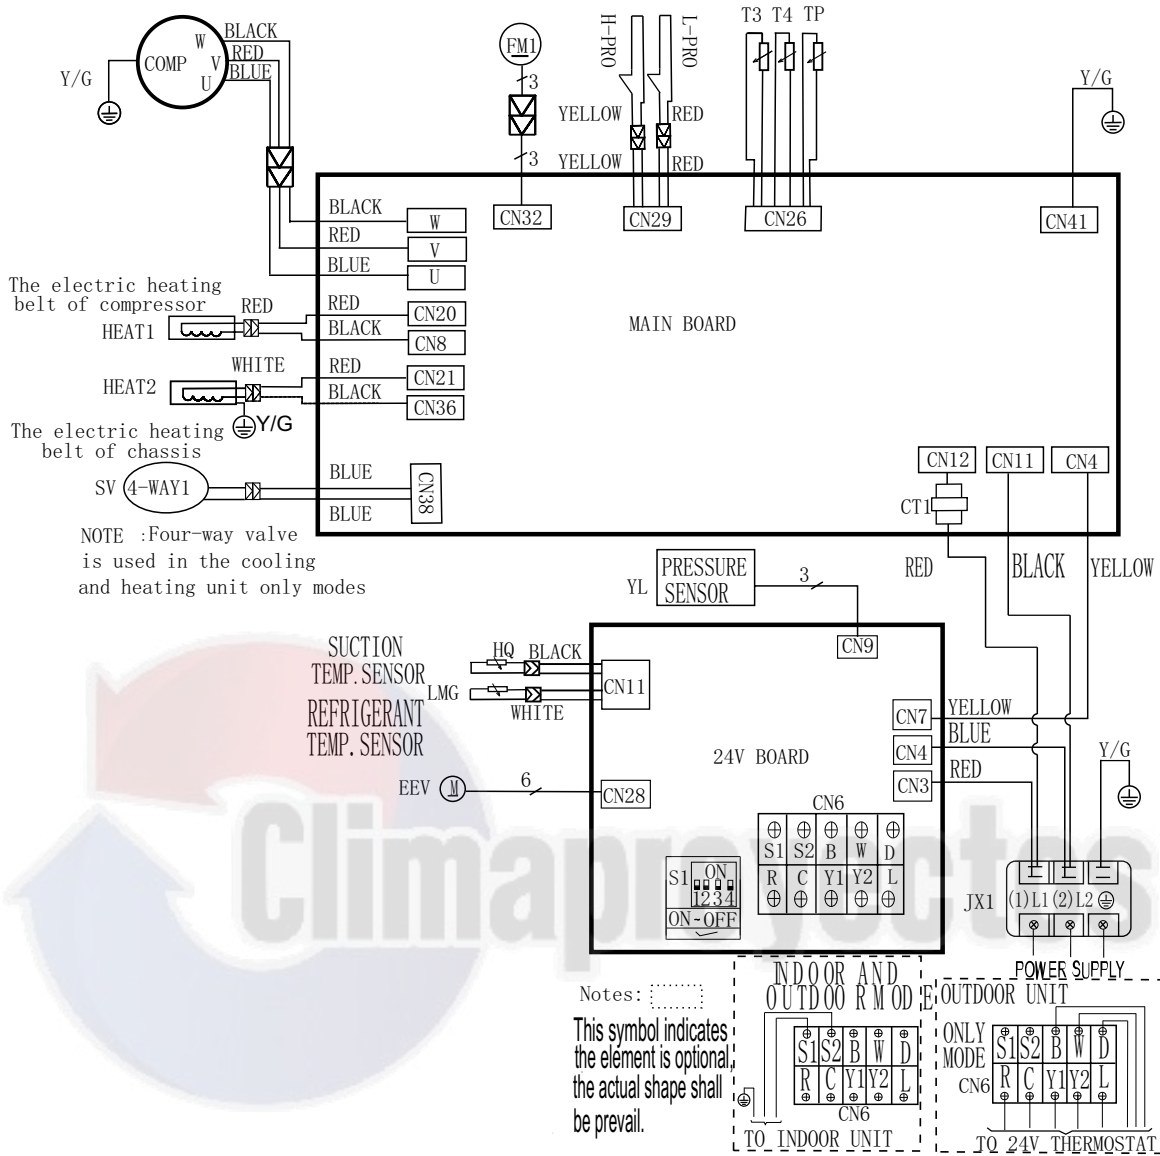 T3 T4 TP
H-PRO
L-PRO
BLACK
RED
BLUE
W
V
U
COMP
Y/G
FM1
3
3
YELLOW RED
YELLOW RED
Y/G
CN32
CN29
CN26
CN41
BLACK
RED
BLUE
W
V
U
The electric heating
belt of compressor
RED
HEAT1
RED
BLACK
CN20
CN8
MAIN BOARD
WHITE
HEAT2
RED
BLACK
CN21
CN36
Y/G
The electric heating
belt of chassis
SV
4-WAY1
BLUE
BLUE
CN38
CN12
CN11
CN4
CT1
NOTE :Four-way valve
is used in the cooling
and heating unit only modes
RED
BLACK
YELLOW
YL
PRESSURE
SENSOR
3
CN9
SUCTION
TEMP.SENSOR
HQ
BLACK
LMG
WHITE
CN11
REFRIGERANT
TEMP.SENSOR
EEV
M
6
CN28
24V BOARD
CN7
YELLOW
CN4
BLUE
CN3
RED
Y/G
CN6
S1 S2 B W D
R C Y1 Y2 L
S1
ON
1234
ON-OFF
JX1
(1)L1 (2)L2
POWER SUPPLY
Climaproyectos
Notes:
This symbol indicates
the element is optional,
the actual shape shall
be prevail.
INDOOR AND
OUTDOOR MODE
S1 S2 B W D
R C Y1 Y2 L
CN6
TO INDOOR UNIT
OUTDOOR UNIT
ONLY
MODE
S1 S2 B W D
R C Y1 Y2 L
CN6
TO 24V THERMOSTAT